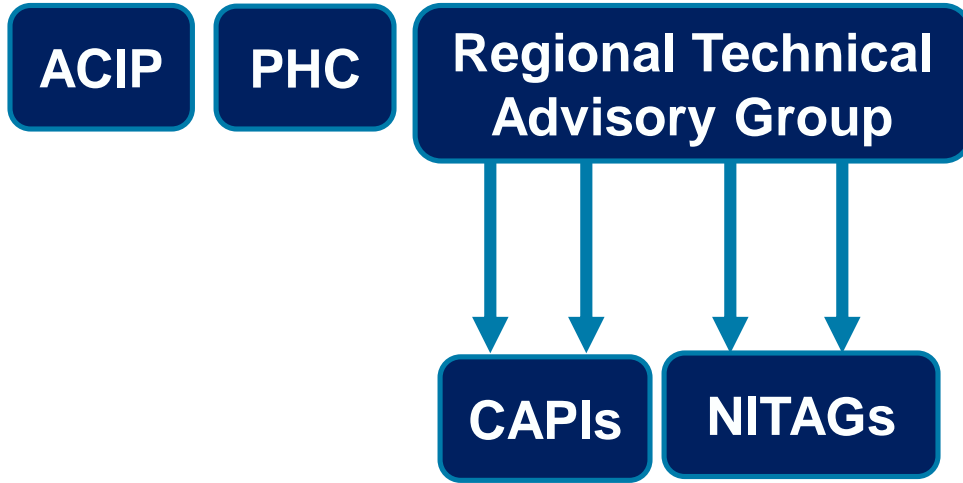 ACIP
PHC
Regional Technical
Advisory Group
CAPIs
NITAGs